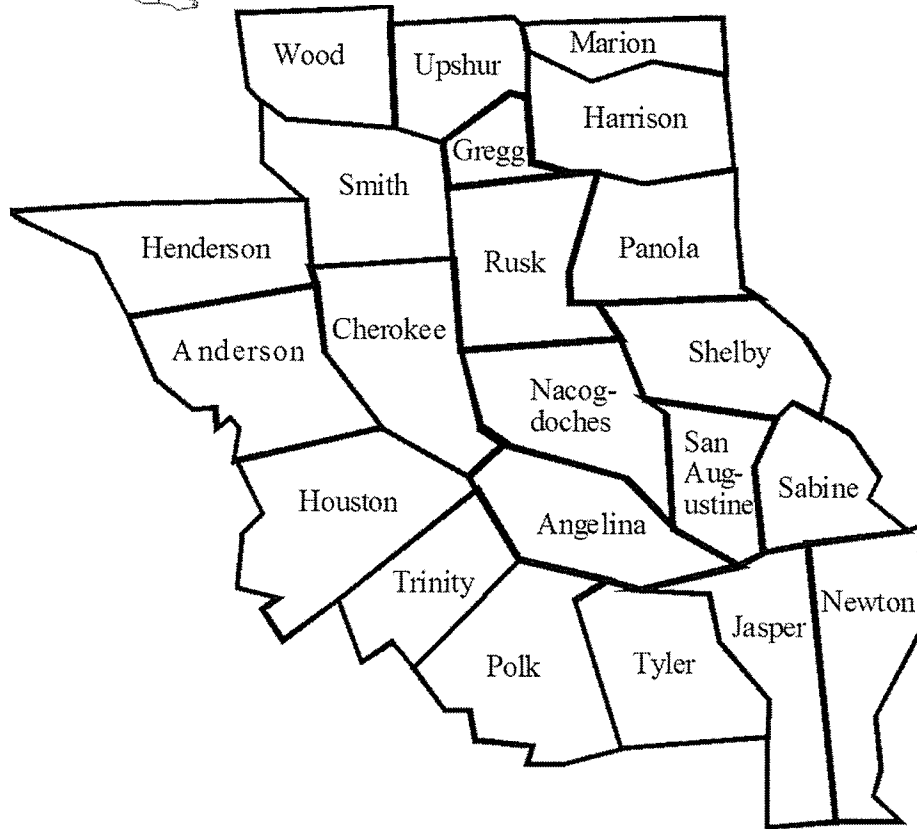 Marion
Wood
Upshur
Harrison
Gregg
Smith
Henderson
Rusk
Panola
Cherokee
Anderson
Shelby
Nacog-
doches
San
Aug-
ustine
Sabine
Houston
Angelina
Trinity
Newton
Jasper
Polk
Tyler